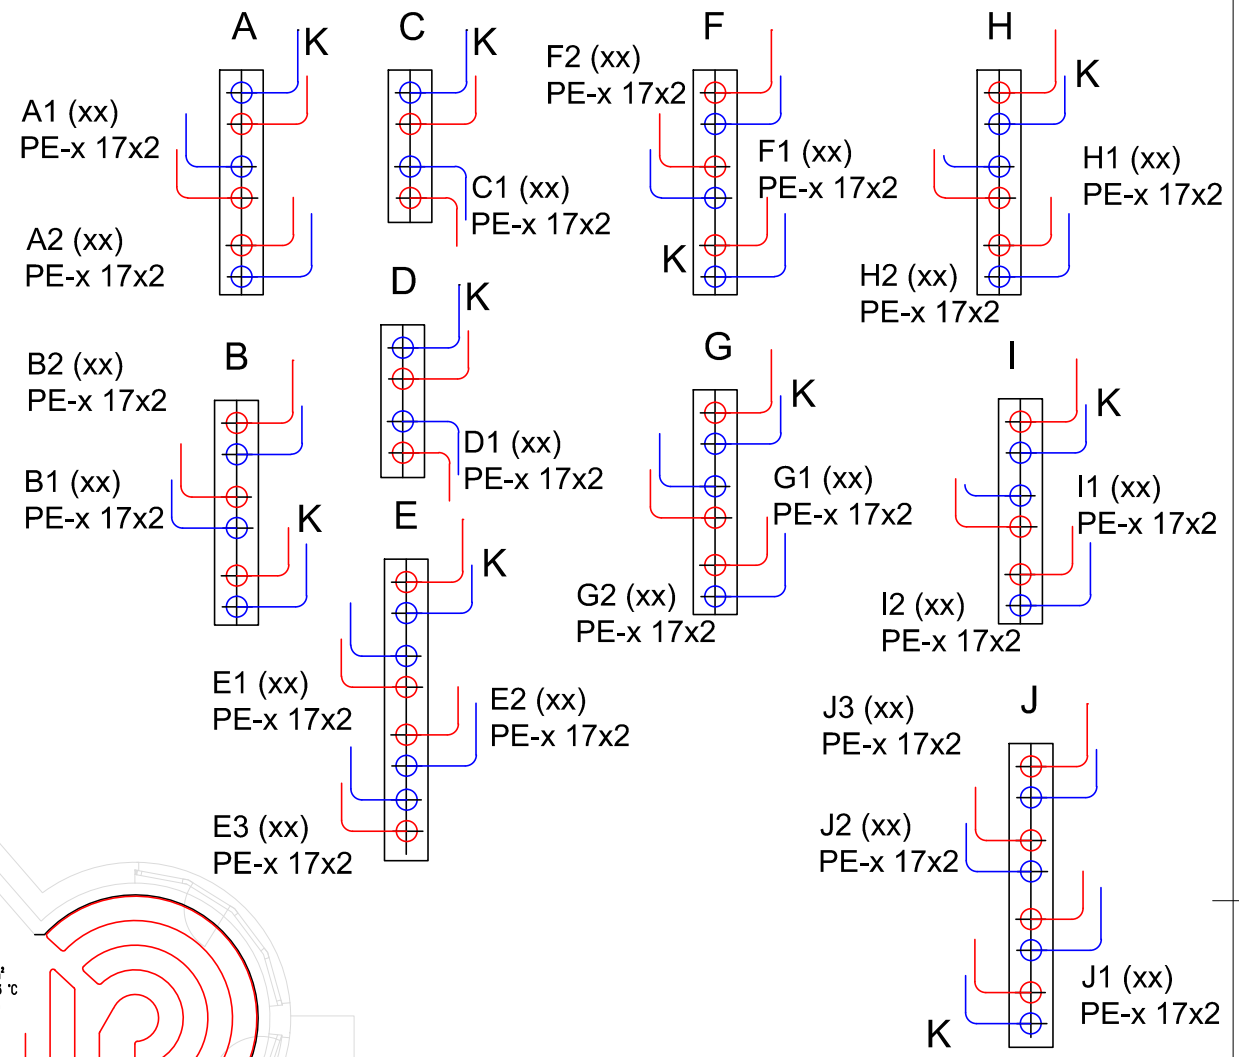 A
K
A1 (xx)
PE-x 17x2
A2 (xx)
PE-x 17x2
C
K
C1 (xx)
PE-x 17x2
F
F2 (xx)
PE-x 17x2
F1 (xx)
PE-x 17x2
K
H
K
H1 (xx)
PE-x 17x2
H2 (xx)
PE-x 17x2
B
B2 (xx)
PE-x 17x2
B1 (xx)
PE-x 17x2
K
D
K
D1 (xx)
PE-x 17x2
G
K
G1 (xx)
PE-x 17x2
G2 (xx)
PE-x 17x2
I
K
I1 (xx)
PE-x 17x2
I2 (xx)
PE-x 17x2
E
K
E1 (xx)
PE-x 17x2
E2 (xx)
PE-x 17x2
E3 (xx)
PE-x 17x2
J
J3 (xx)
PE-x 17x2
J2 (xx)
PE-x 17x2
J1 (xx)
PE-x 17x2
K
°C